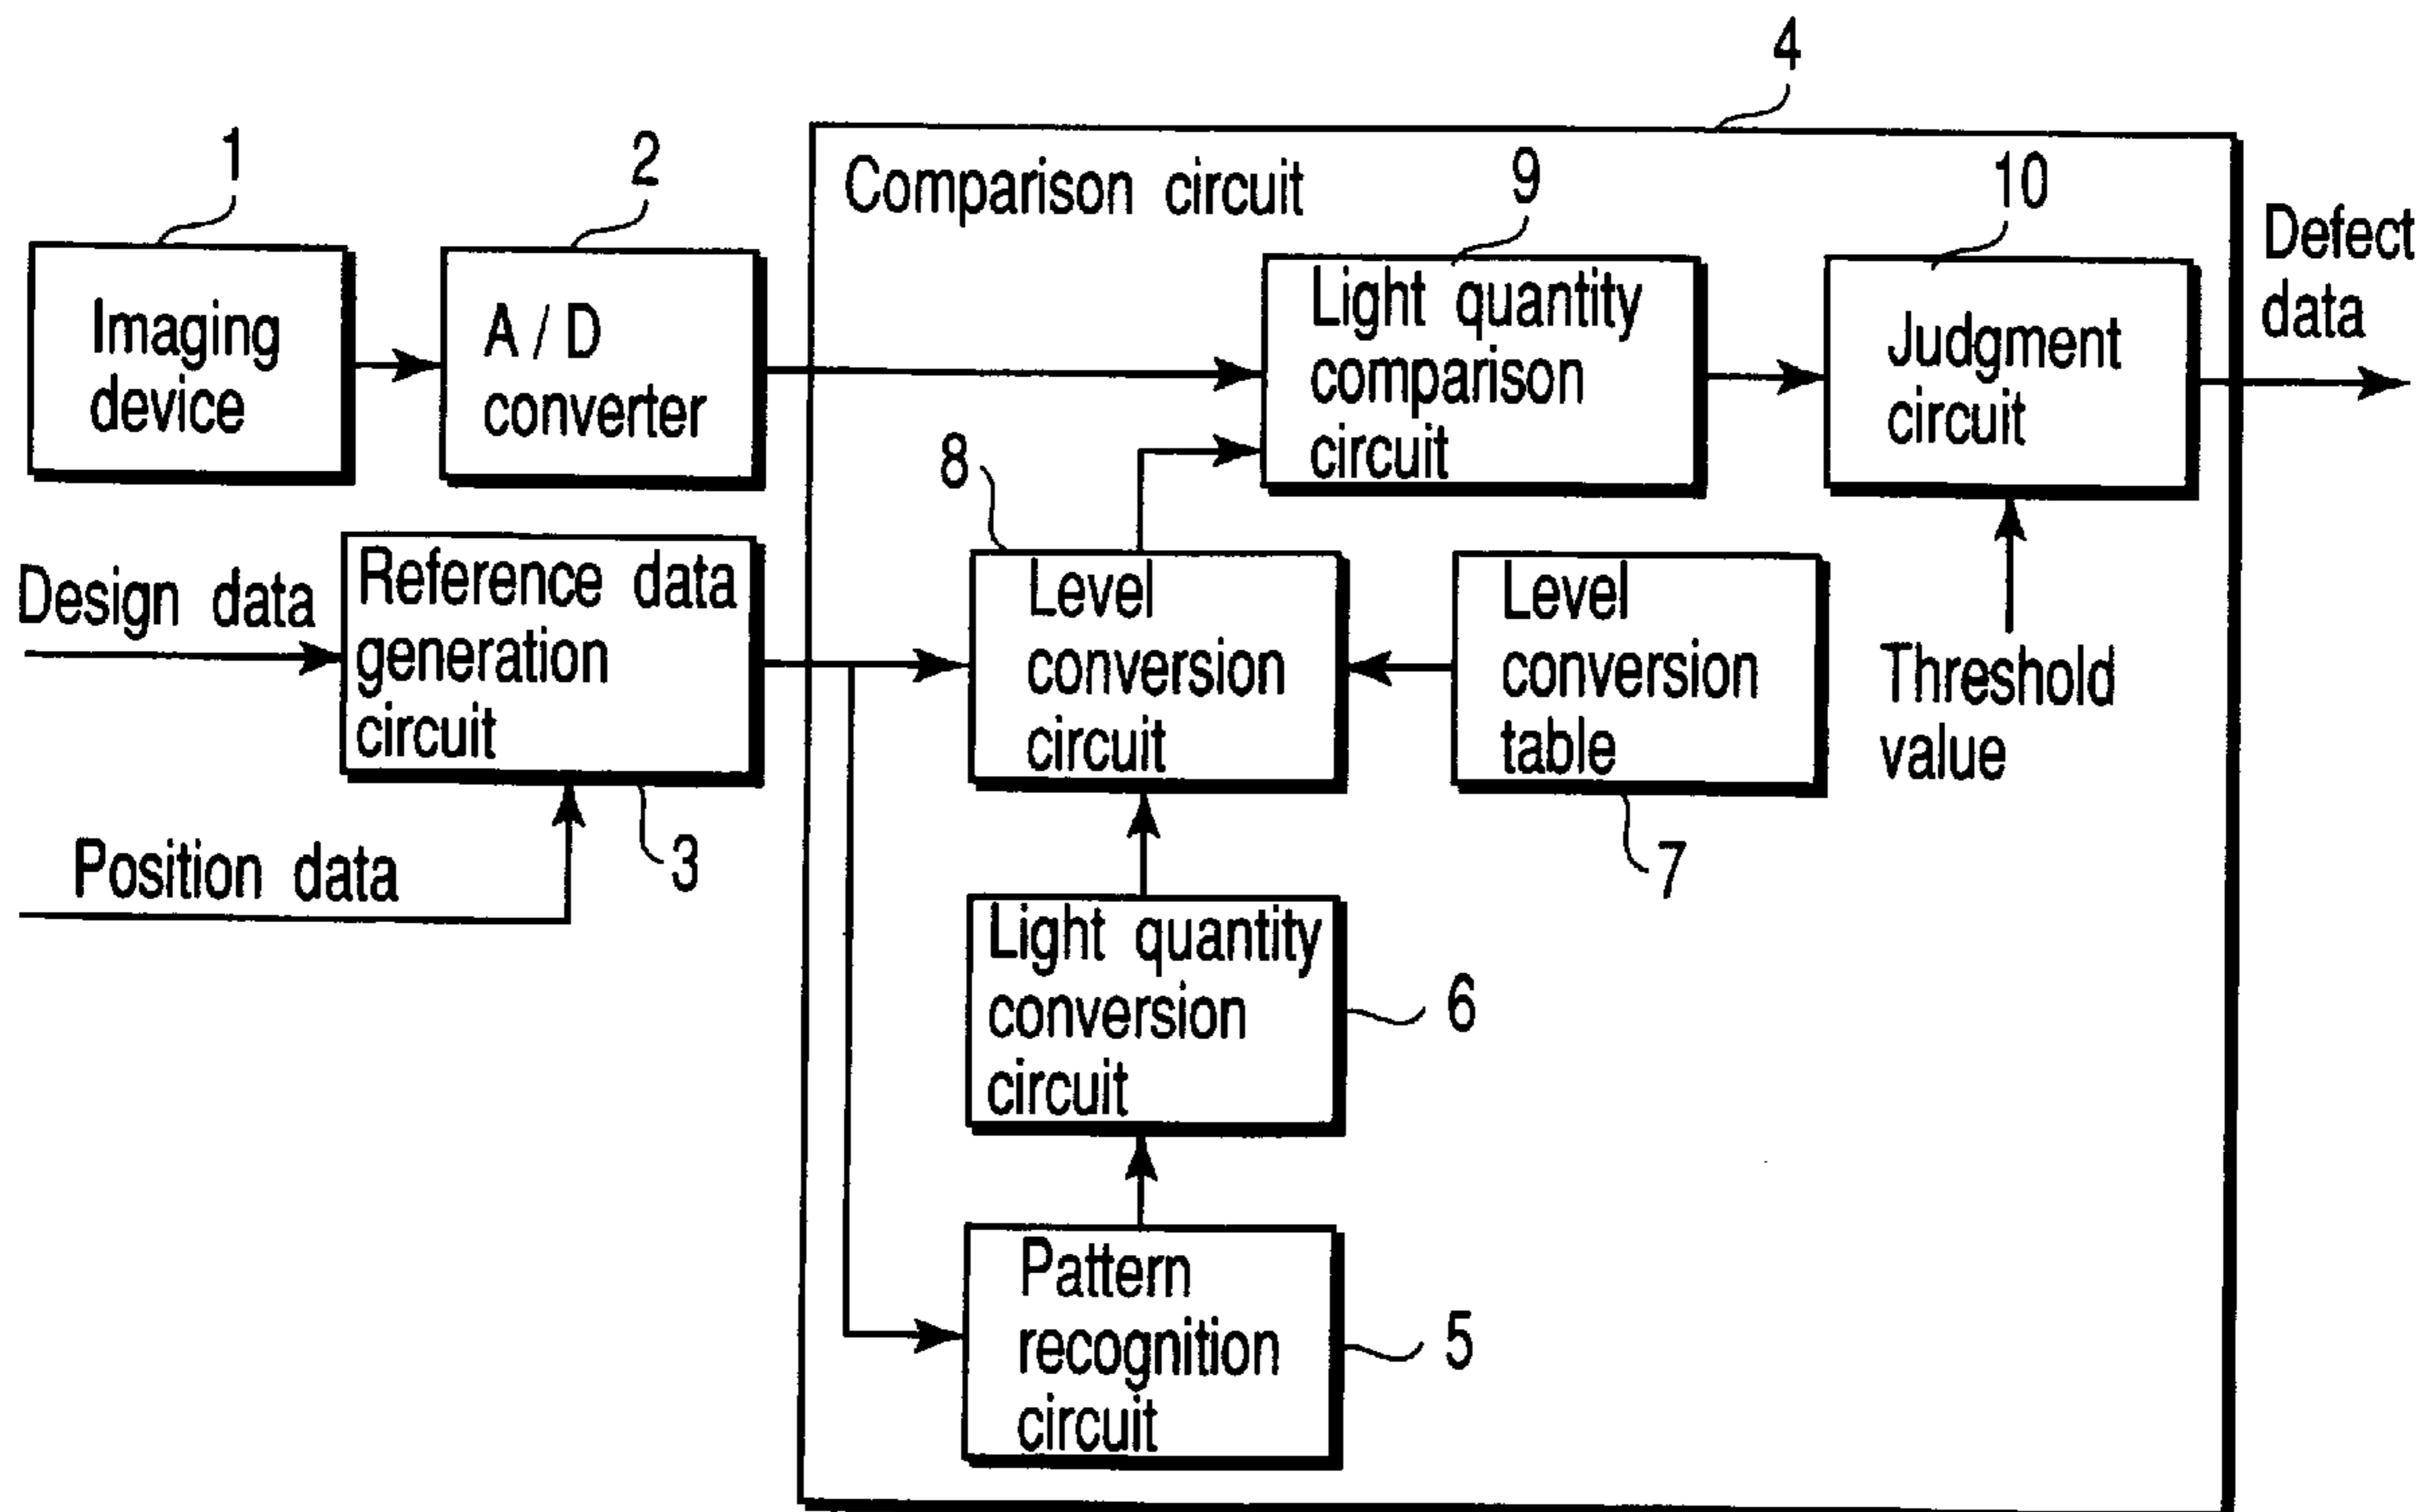 4
1
2
Comparison circuit
9
10
Defect
data
Imaging
device
A / D
converter
Light quantity
comparison
circuit
Judgment
circuit
8
Design data
Reference data
generation
circuit
Level
conversion
circuit
Level
conversion
table
Threshold
value
Position data
3
7
Light quantity
conversion
circuit
6
Pattern
recognition
circuit
5